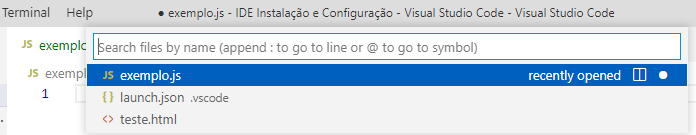 Terminal
● exemplo.js - IDE Instalação e Configuração - Visual Studio Code - Visual Studio Code
JS exemplo
Search files by name (append : to go to line or @ to go to symbol)
JS exemplo.js recently opened
JS exemp
{ } launch.json .vscode
1
<> teste.html